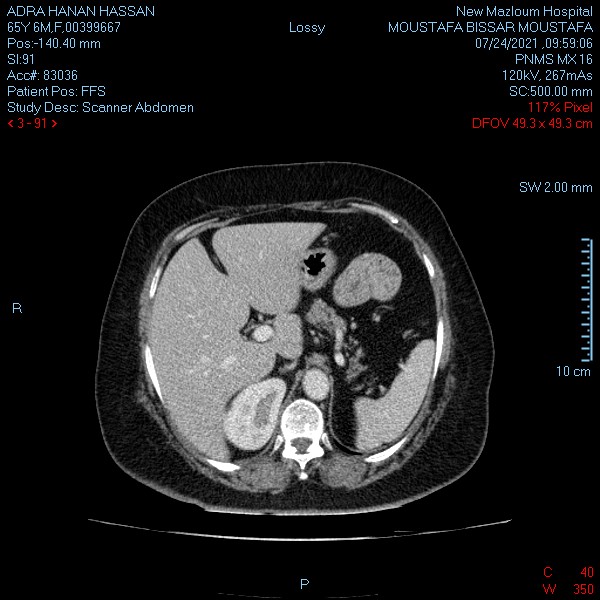 ADRA HANAN HASSAN
65Y 6M,F,00399667
Pos:-140.40 mm
SI:91
Acc#: 83036
Patient Pos: FFS
Study Desc: Scanner Abdomen
< 3 - 91 >
Lossy
New Mazloum Hospital
MOUSTAFA BISSAR MOUSTAFA
07/24/2021 ,09:59:06
PNMS MX 16
120kV, 267mAs
SC:500.00 mm
117% Pixel
DFOV 49.3 x 49.3 cm
SW 2.00 mm
R
10 cm
P
C 40
W 350